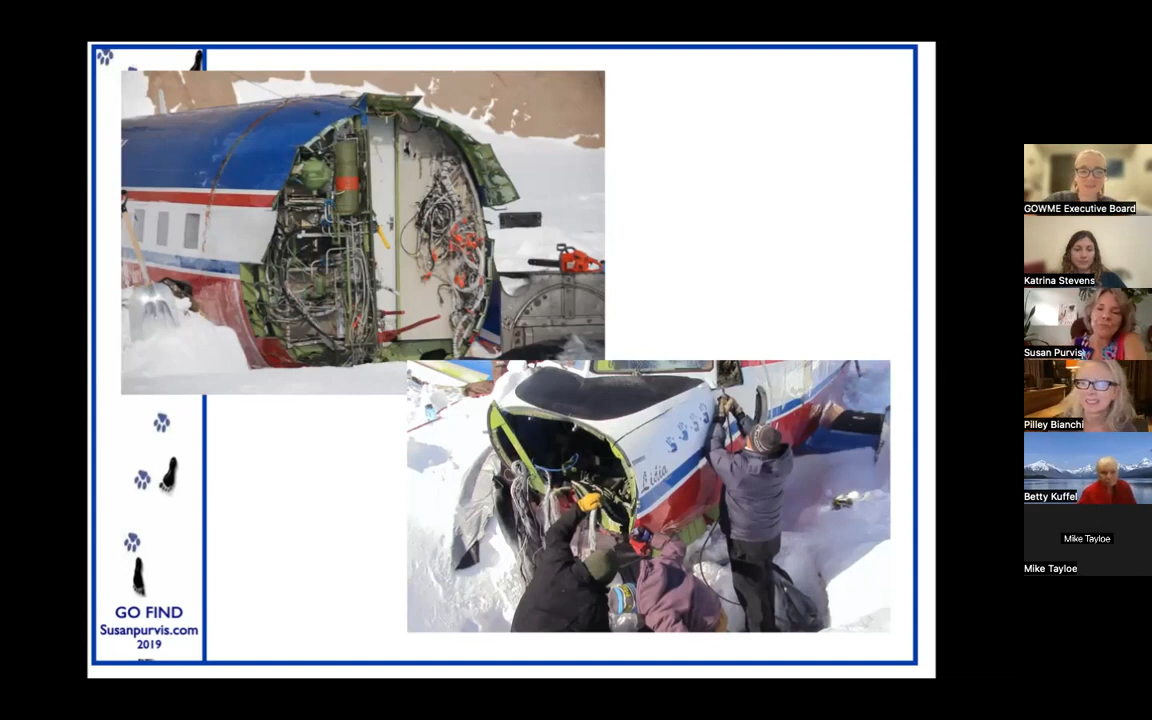 Lidia
GO FIND
Susanpurvis.com
2019
GOWME Executive Board
Katrina Stevens
Susan Purvis
Pilley Bianchi
Betty Kuffel
Mike Tayloe
Mike Tayloe